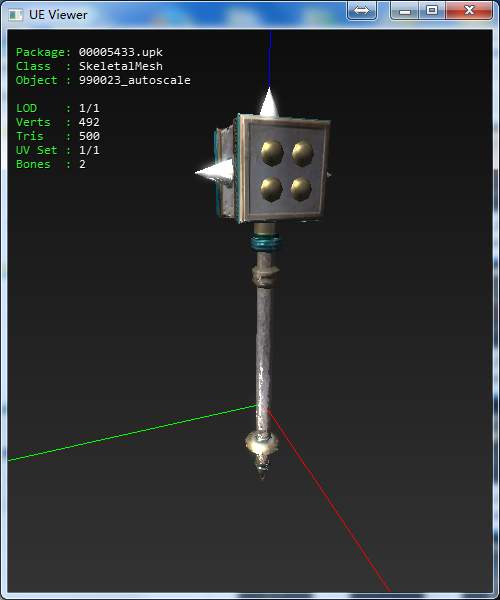 UE Viewer
Package: 00005433.upk
Class : SkeletalMesh
Object : 990023_autoscale
LOD : 1/1
Verts : 492
Tris : 500
UV Set : 1/1
Bones : 2